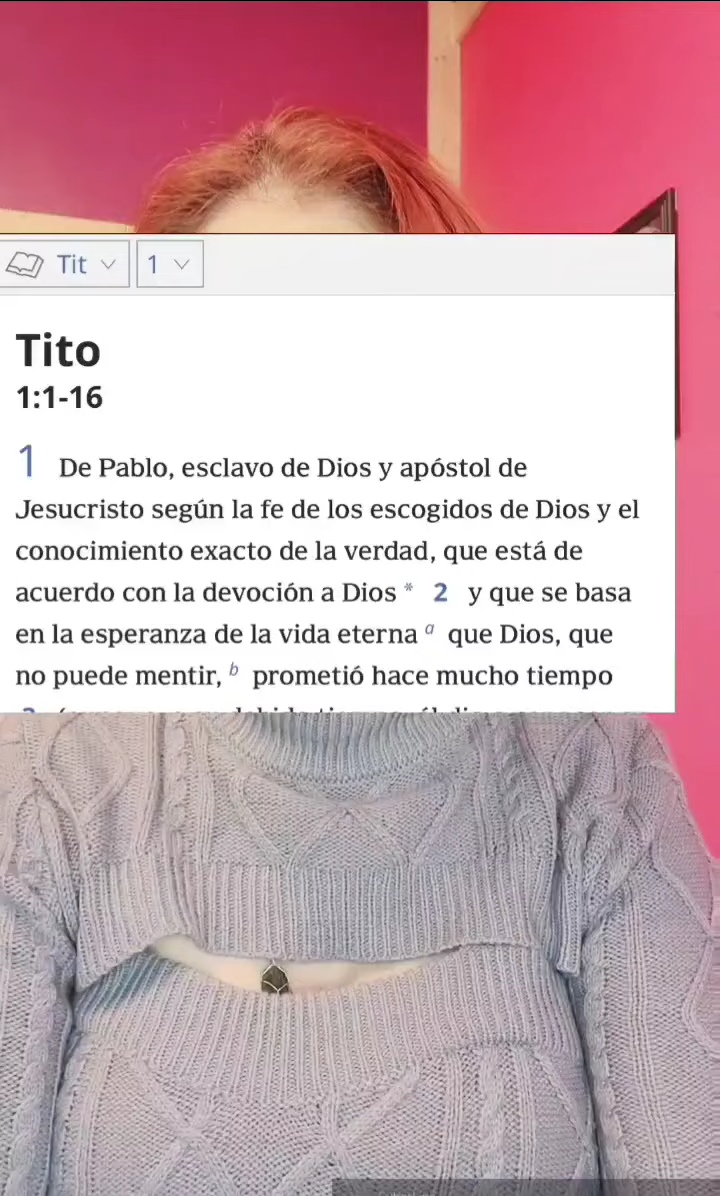 Tit
1
Tito
1:1-16
1 De Pablo, esclavo de Dios y apóstol de
Jesucristo según la fe de los escogidos de Dios y el
conocimiento exacto de la verdad, que está de
acuerdo con la devoción a Dios * 2 y que se basa
en la esperanza de la vida eterna a que Dios, que
no puede mentir, b prometió hace mucho tiempo